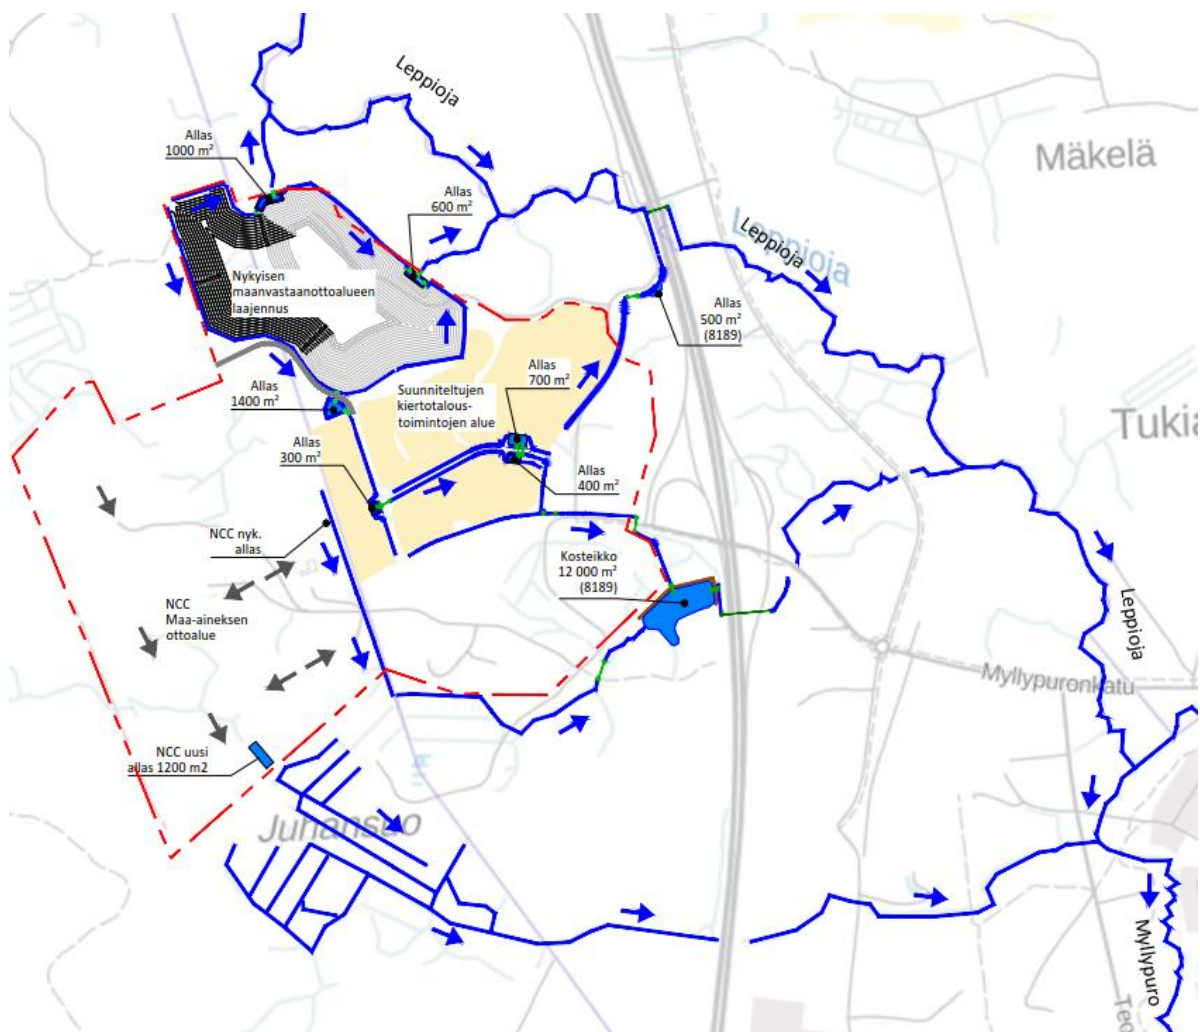 Leppioja
Allas
1000 m²
Mäkelä
Allas
600 m²
Leppioja
Leppioja
Nykyisen
maanvastaanottoalueen
laajennus
Allas
500 m²
(8189)
Allas
700 m²
Allas
1400 m²
Suunniteltujen
kiertotalous-
toimintojen alue
Allas
300 m²
Allas
400 m²
NCC nyk.
allas
Kosteikko
12 000 m²
(8189)
NCC
Maa-aineksen
ottoalue
Leppioja
Myllypuronkatu
NCC uusi
allas 1200 m2
Juhansuo
Myllypuro